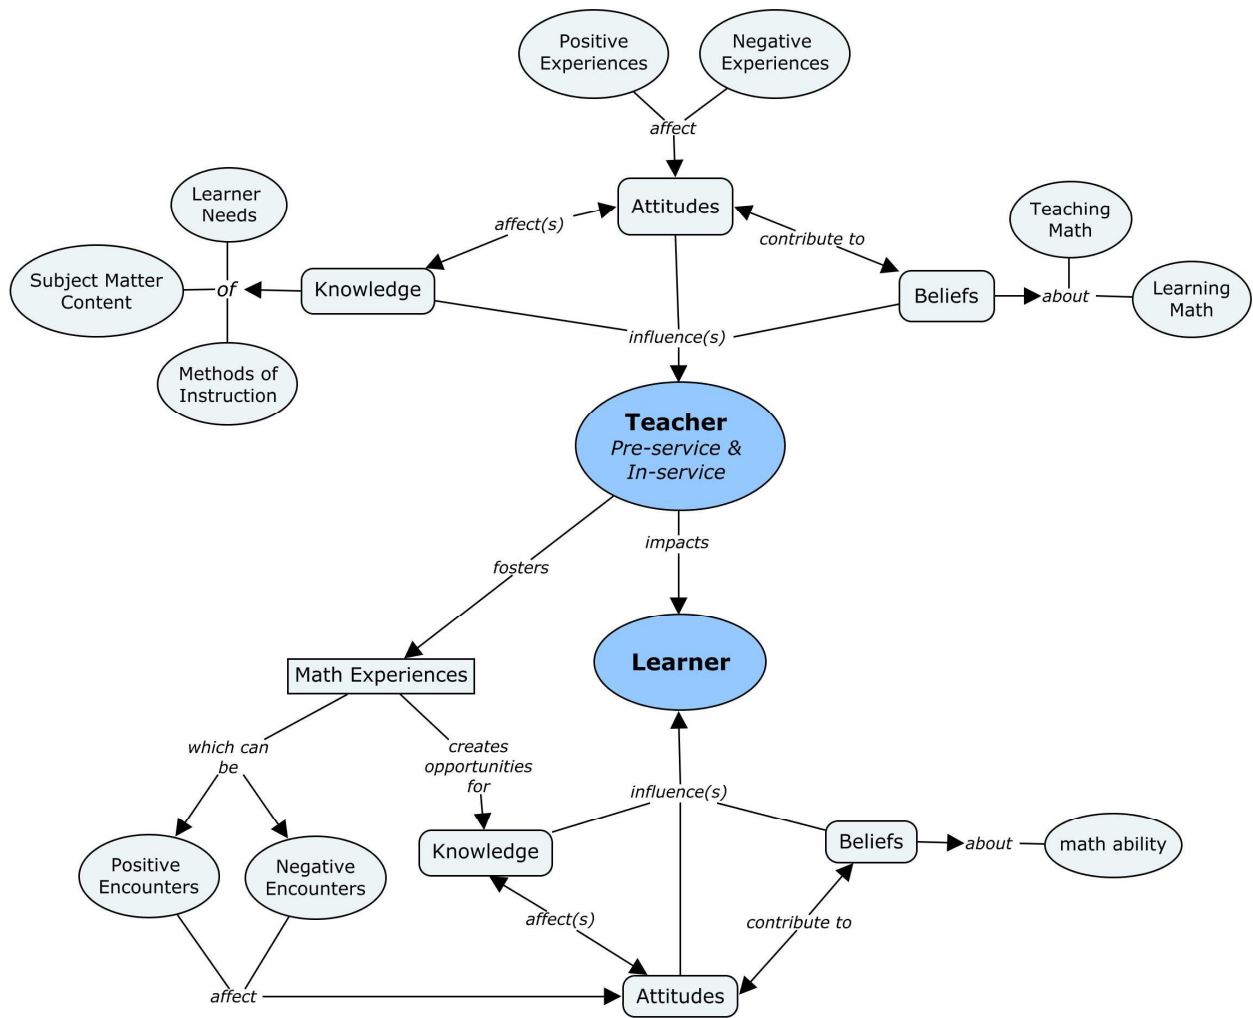 Positive
Experiences
Negative
Experiences
affect
Attitudes
Learner
Needs
affect(s)
contribute to
Teaching
Math
Subject Matter
Content
of
Knowledge
Beliefs
about
Learning
Math
influence(s)
Methods of
Instruction
Teacher
Pre-service &
In-service
impacts
fosters
Learner
Math Experiences
which can
be
creates
opportunities
for
influence(s)
Positive
Encounters
Negative
Encounters
Knowledge
Beliefs
about
math ability
affect(s)
contribute to
affect
Attitudes